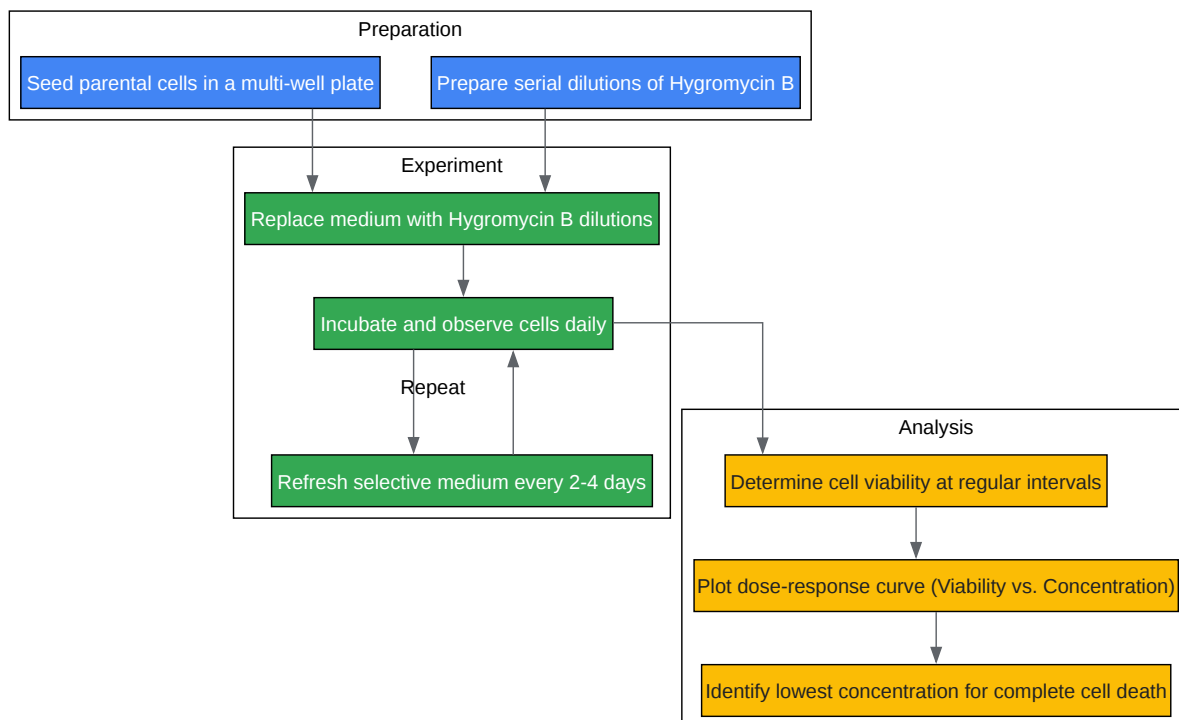 Preparation
Seed parental cells in a multi-well plate
Prepare serial dilutions of Hygromycin B
Experiment
Replace medium with Hygromycin B dilutions
Incubate and observe cells daily
Repeat
Refresh selective medium every 2-4 days
Analysis
Determine cell viability at regular intervals
Plot dose-response curve (Viability vs. Concentration)
Identify lowest concentration for complete cell death